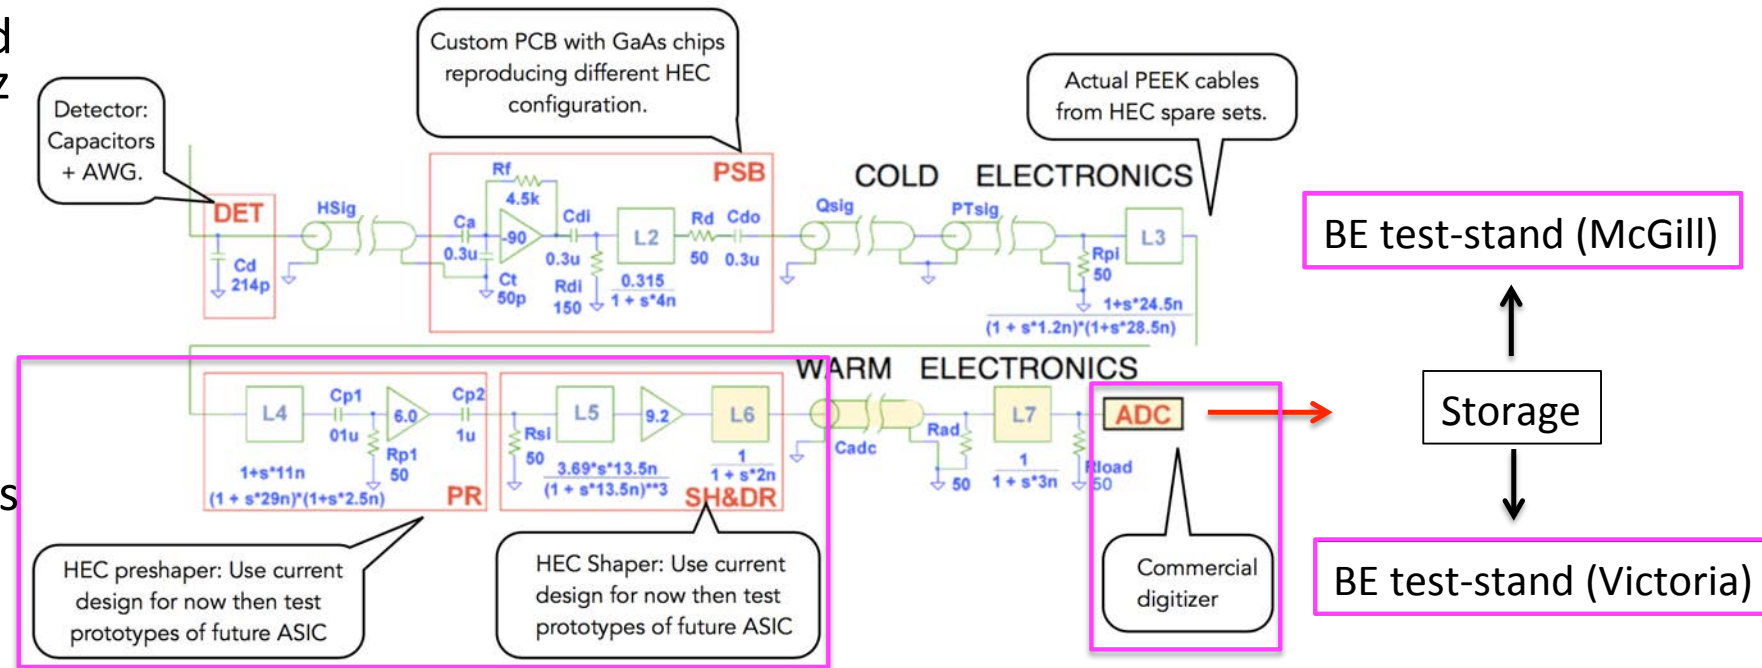 d
z
Detector:
Capacitors
+ AWG.
Custom PCB with GaAs chips
reproducing different HEC
configuration.
Actual PEEK cables
from HEC spare sets.
COLD ELECTRONICS
DET
HSig
Cd
214p
PSB
Rf
4.5k
Ca
0.3u
-90
Ct
50p
Cdi
0.3u
Rdi
150
L2
0.315
1 + s*4n
Rd
50
Cdo
0.3u
Qsig
PTsig
Rpi
50
L3
1+s*24.5n
(1 + s*1.2n)*(1+s*28.5n)
BE test-stand (McGill)
WARM ELECTRONICS
L4
1+s*11n
(1 + s*29n)*(1+s*2.5n)
Cp1
01u
Rp1
50
6.0
Cp2
1u
PR
Rsi
50
L5
3.69*s*13.5n
(1 + s*13.5n)**3
9.2
L6
1
1 + s*2n
SH&DR
Cadc
Rad
50
L7
1
1 + s*3n
Rload
50
ADC
Storage
s
HEC preshaper: Use current
design for now then test
prototypes of future ASIC
HEC Shaper: Use current
design for now then test
prototypes of future ASIC
Commercial
digitizer
BE test-stand (Victoria)